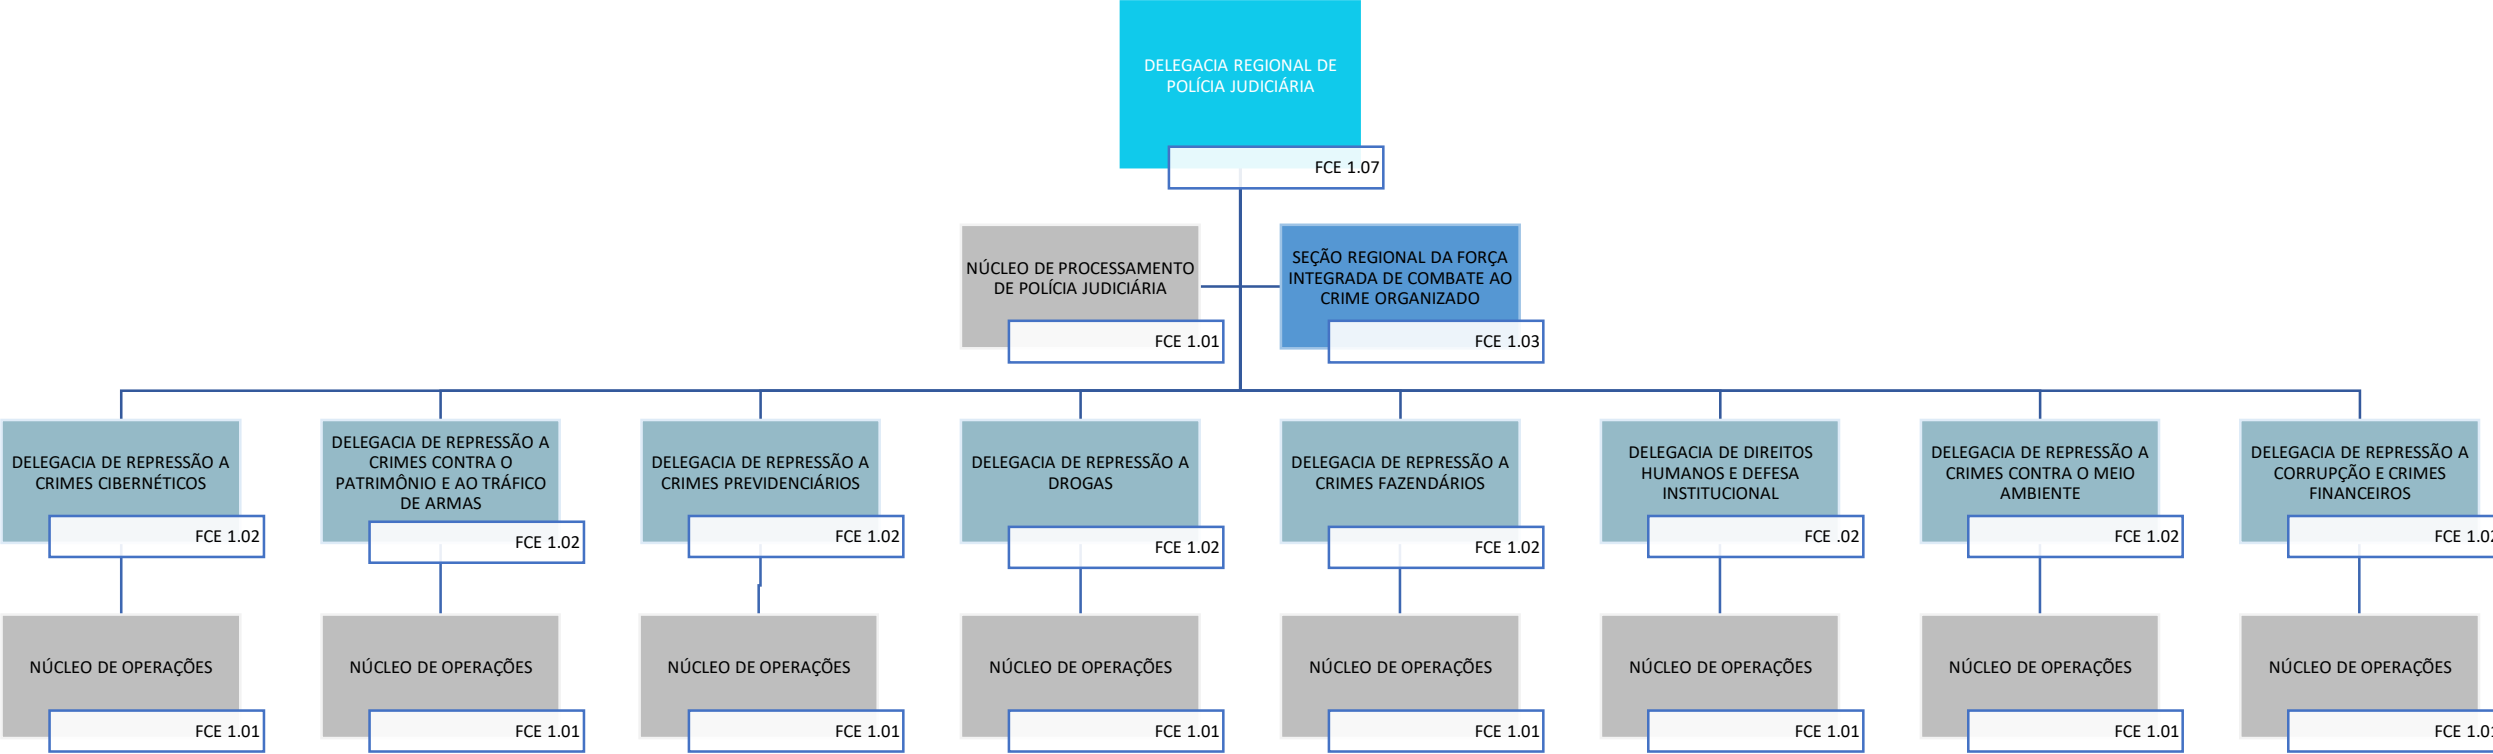 DELEGACIA REGIONAL DE
POLÍCIA JUDICIÁRIA
FCE 1.07
NÚCLEO DE PROCESSAMENTO
DE POLÍCIA JUDICIÁRIA
FCE 1.01
SEÇÃO REGIONAL DA FORÇA
INTEGRADA DE COMBATE AO
CRIME ORGANIZADO
FCE 1.03
DELEGACIA DE REPRESSÃO A
CRIMES CIBERNÉTICOS
FCE 1.02
DELEGACIA DE REPRESSÃO A
CRIMES CONTRA O
PATRIMÔNIO E AO TRÁFICO
DE ARMAS
FCE 1.02
DELEGACIA DE REPRESSÃO A
CRIMES PREVIDENCIÁRIOS
FCE 1.02
DELEGACIA DE REPRESSÃO A
DROGAS
FCE 1.02
DELEGACIA DE REPRESSÃO A
CRIMES FAZENDÁRIOS
FCE 1.02
DELEGACIA DE DIREITOS
HUMANOS E DEFESA
INSTITUCIONAL
FCE .02
DELEGACIA DE REPRESSÃO A
CRIMES CONTRA O MEIO
AMBIENTE
FCE 1.02
DELEGACIA DE REPRESSÃO A
CORRUPÇÃO E CRIMES
FINANCEIROS
FCE 1.02
NÚCLEO DE OPERAÇÕES
FCE 1.01
NÚCLEO DE OPERAÇÕES
FCE 1.01
NÚCLEO DE OPERAÇÕES
FCE 1.01
NÚCLEO DE OPERAÇÕES
FCE 1.01
NÚCLEO DE OPERAÇÕES
FCE 1.01
NÚCLEO DE OPERAÇÕES
FCE 1.01
NÚCLEO DE OPERAÇÕES
FCE 1.01
NÚCLEO DE OPERAÇÕES
FCE 1.01